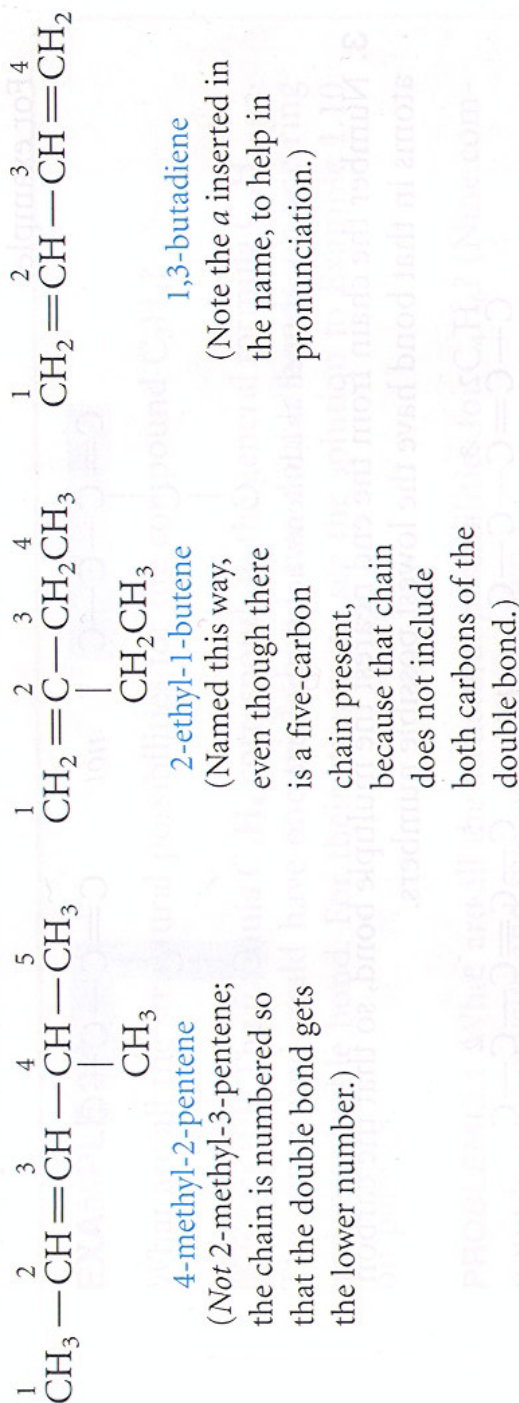 1 2 3 4 5
CH₃—CH=CH—CH—CH₃
|
CH₃
4-methyl-2-pentene
(Not 2-methyl-3-pentene;
the chain is numbered so
that the double bond gets
the lower number.)
1 2 3 4
CH₂=C—CH₂CH₃
|
CH₂CH₃
2-ethyl-1-butene
(Named this way,
even though there
is a five-carbon
chain present,
because that chain
does not include
both carbons of the
double bond.)
1 2 3 4
CH₂=CH—CH=CH₂
1,3-butadiene
(Note the a inserted in
the name, to help in
pronunciation.)